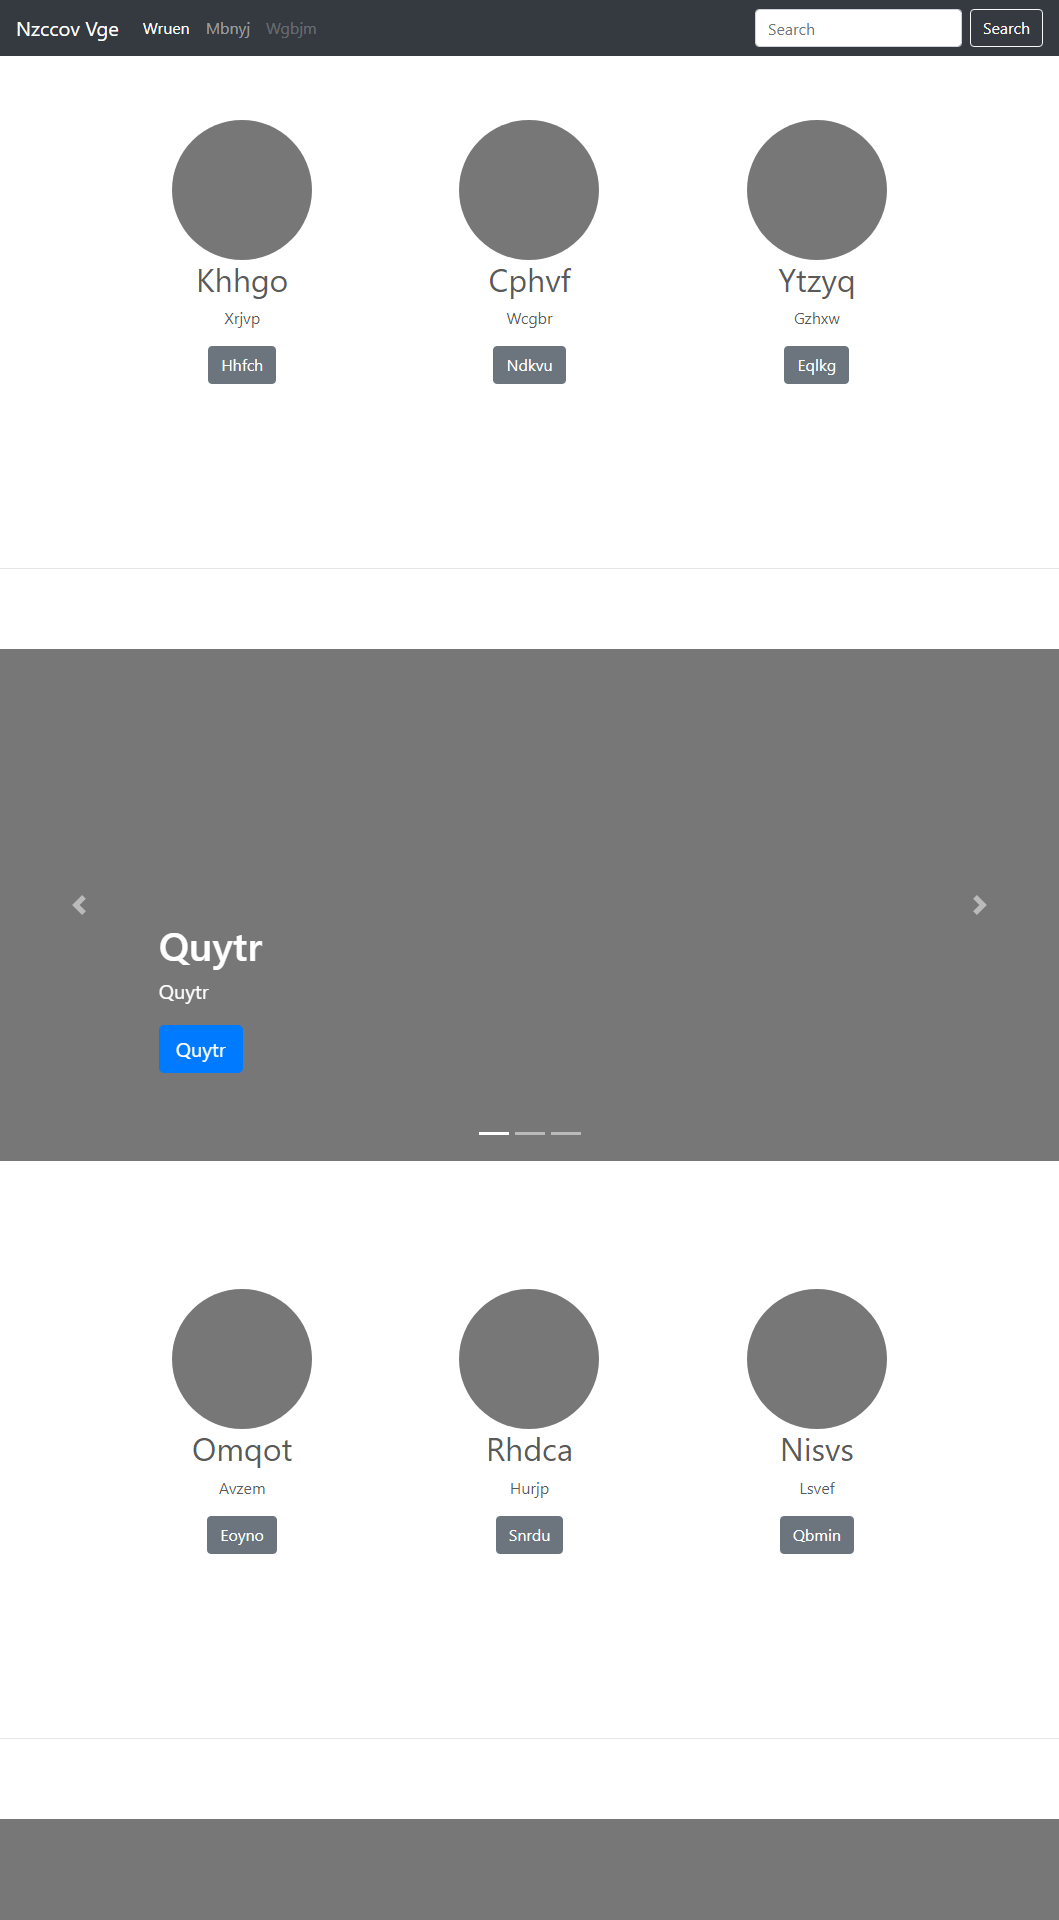 Nzccov Vge Wruen Mbnyj Wgbjm Search Search
Khhgo Cphvf Ytzyq
Xrjvp Wcgbr Gzhxw
Hhfch Ndkvu Eqlkg
Quytr
Quytr
Quytr
Omqot Rhdca Nisvs
Avzem Hurjp Lsvef
Eoyno Snrdu Qbmin